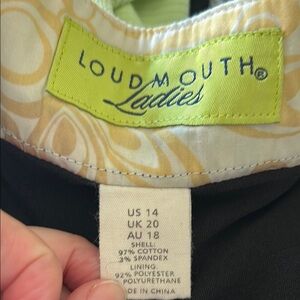 LOUDMOUTH®
Ladies
US 14
UK 20
AU 18
SHELL:
97% COTTON
3% SPANDEX
LINING:
92% POLYESTER
POLYURETHANE
DE IN CHINA